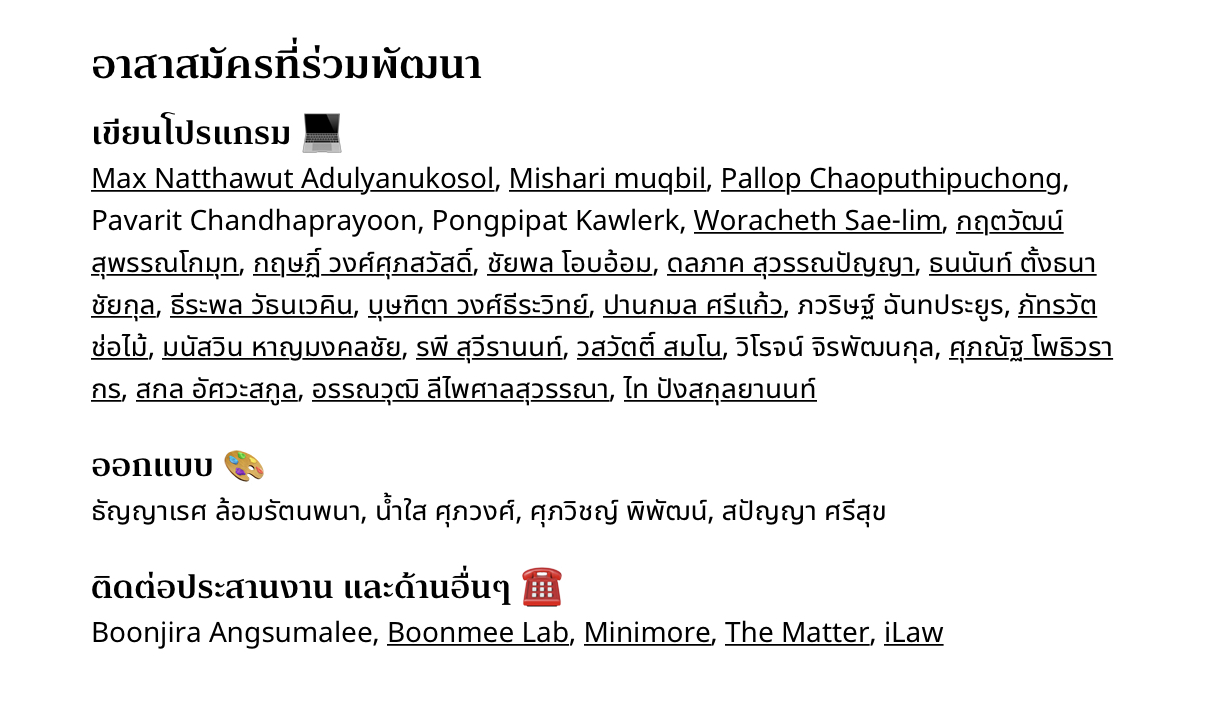 อาสาสมัครที่ร่วมพัฒนา
เขียนโปรแกรม 💻
Max Natthawut Adulyanukosol, Mishari muqbil, Pallop Chaoputhipuchong,
Pavarit Chandhaprayoon, Pongpipat Kawlerk, Woracheth Sae-lim, กฤตวัฒน์
สุพรรณโกมุท, กฤษฏิ์ วงศ์ศุภสวัสดิ์, ชัยพล โอบอ้อม, ดลภาค สุวรรณปัญญา, ธนนันท์ ตั้งธนา
ชัยกุล, ธีระพล วัธนเวคิน, บุษฑิตา วงศ์ธีระวิทย์, ปานกมล ศรีแก้ว, ภวริษฐ์ ฉันทประยูร, ภัทรวัต
ช่อไม้, มนัสวิน หาญมงคลชัย, รพี สุวีรานนท์, วสวัตติ์ สมโน, วิโรจน์ จิรพัฒนกุล, ศุภณัฐ โพธิวรา
กร, สกล อัศวะสกูล, อรรณวุฒิ ลีไพศาลสุวรรณา, ไท ปังสกุลยานนท์
ออกแบบ 🎨
ธัญญาเรศ ล้อมรัตนพนา, น้ำใส ศุภวงศ์, ศุภวิชญ์ พิพัฒน์, สปัญญา ศรีสุข
ติดต่อประสานงาน และด้านอื่นๆ ☎️
Boonjira Angsumalee, Boonmee Lab, Minimore, The Matter, iLaw